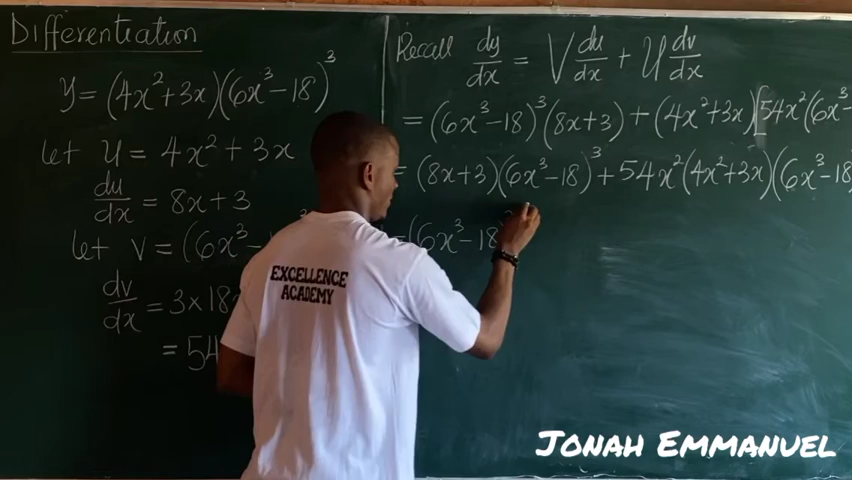 Differentiation
y = (4x² + 3x)(6x³ - 18)³
let u = 4x² + 3x
du/dx = 8x + 3
let v = (6x³ - 1
dv/dx = 3 × 18
= 54
Recall dy/dx = V du/dx + U dv/dx
= (6x³ - 18)³(8x + 3) + (4x² + 3x)[54x²(6x³ -
= (8x + 3)(6x³ - 18)³ + 54x²(4x² + 3x)(6x³ - 18)
= (6x³ - 18)
EXCELLENCE
ACADEMY
JONAH EMMANUEL